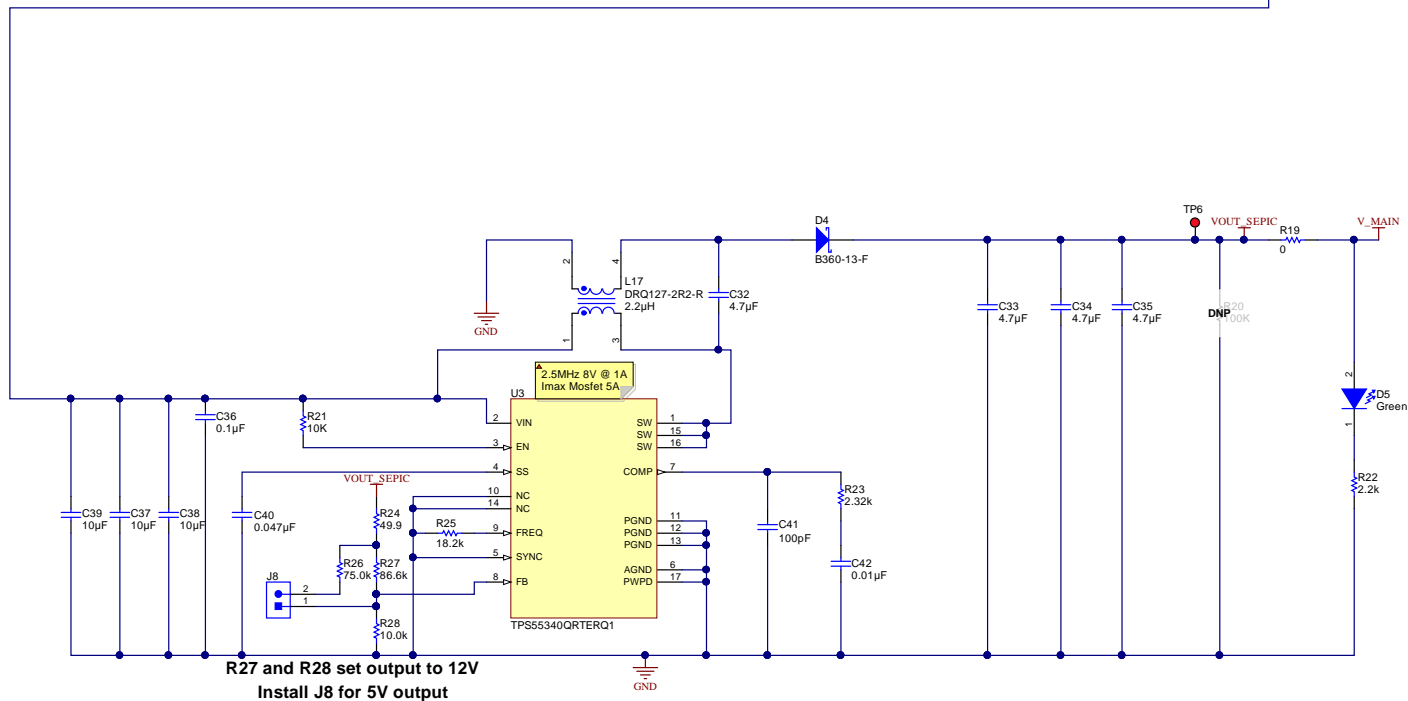 TP6
VOUT_SEPIC
V_MAIN
D4
R19
0
B360-13-F
2
4
L17
DRQ127-2R2-R
2.2µH
C32
4.7µF
GND
1
3
C33
4.7µF
C34
4.7µF
C35
4.7µF
R20
100K
DNP
2.5MHz 8V @ 1A
Imax Mosfet 5A
U3
2
D5
Green
1
C36
0.1µF
R21
10K
2
VIN
SW
1
SW
15
3
EN
SW
16
4
SS
COMP
7
VOUT_SEPIC
10
NC
14
NC
R23
2.32k
R22
2.2k
C39
10µF
C37
10µF
C38
10µF
C40
0.047µF
R24
49.9
R25
18.2k
9
FREQ
PGND
11
PGND
12
PGND
13
C41
100pF
5
SYNC
R26
75.0k
R27
86.6k
AGND
6
C42
0.01µF
J8
2
1
8
FB
PWPD
17
R28
10.0k
TPS55340QRTERQ1
R27 and R28 set output to 12V
Install J8 for 5V output
GND